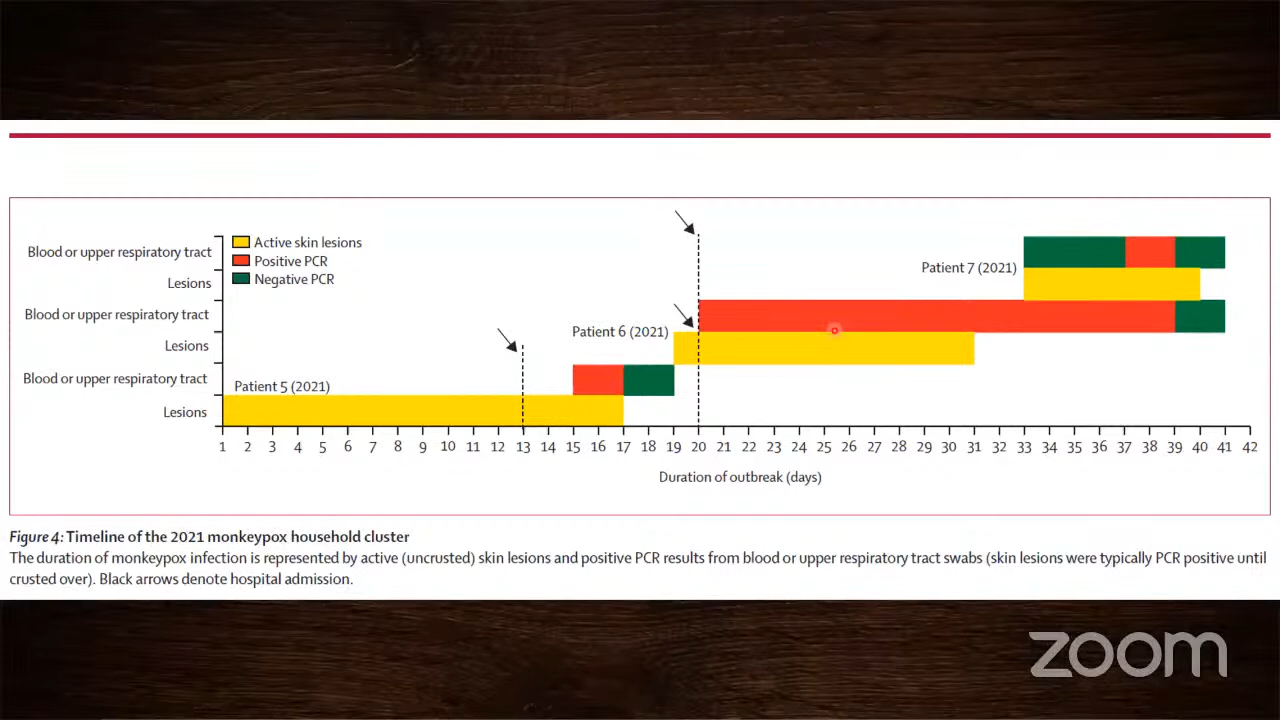 Active skin lesions
Positive PCR
Negative PCR
Blood or upper respiratory tract
Patient 7 (2021)
Lesions
Blood or upper respiratory tract
Patient 6 (2021)
Lesions
Blood or upper respiratory tract
Patient 5 (2021)
Lesions
1 2 3 4 5 6 7 8 9 10 11 12 13 14 15 16 17 18 19 20 21 22 23 24 25 26 27 28 29 30 31 32 33 34 35 36 37 38 39 40 41 42
Duration of outbreak (days)
Figure 4: Timeline of the 2021 monkeypox household cluster
The duration of monkeypox infection is represented by active (uncrusted) skin lesions and positive PCR results from blood or upper respiratory tract swabs (skin lesions were typically PCR positive until
crusted over). Black arrows denote hospital admission.
zoom